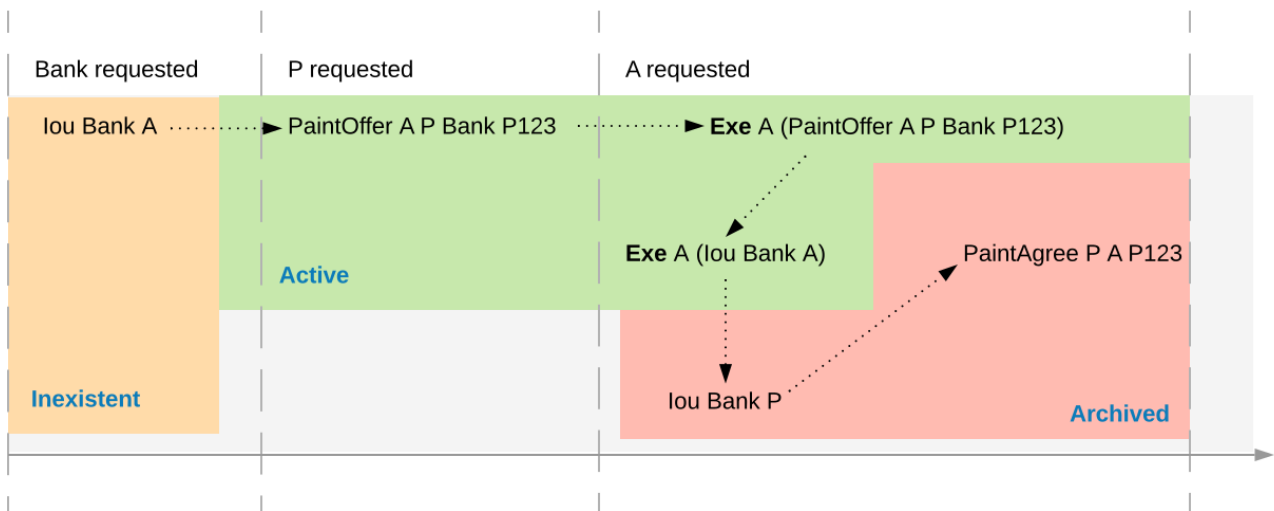 Bank requested
P requested
A requested
Iou Bank A
PaintOffer A P Bank P123
Exe A (PaintOffer A P Bank P123)
Exe A (Iou Bank A)
PaintAgree P A P123
Active
Inexistent
Iou Bank P
Archived